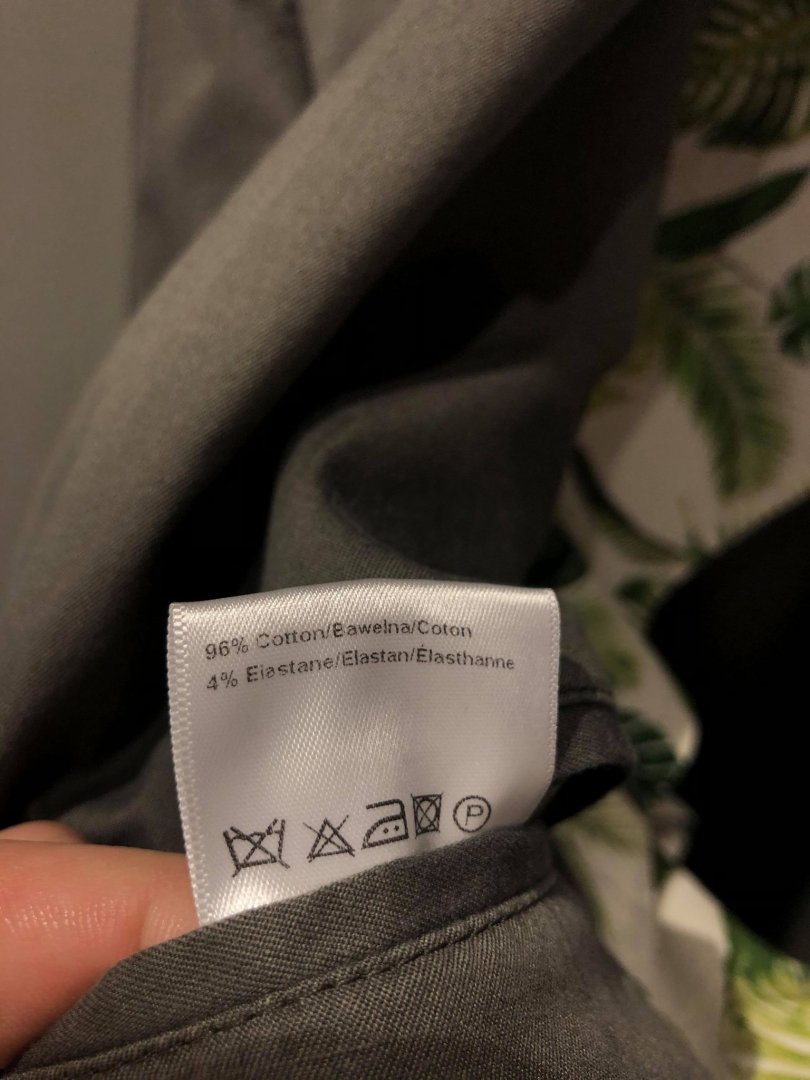 96% Cotton/Bawełna/Coton
4% Elastane/Elastan/Élasthanne
P